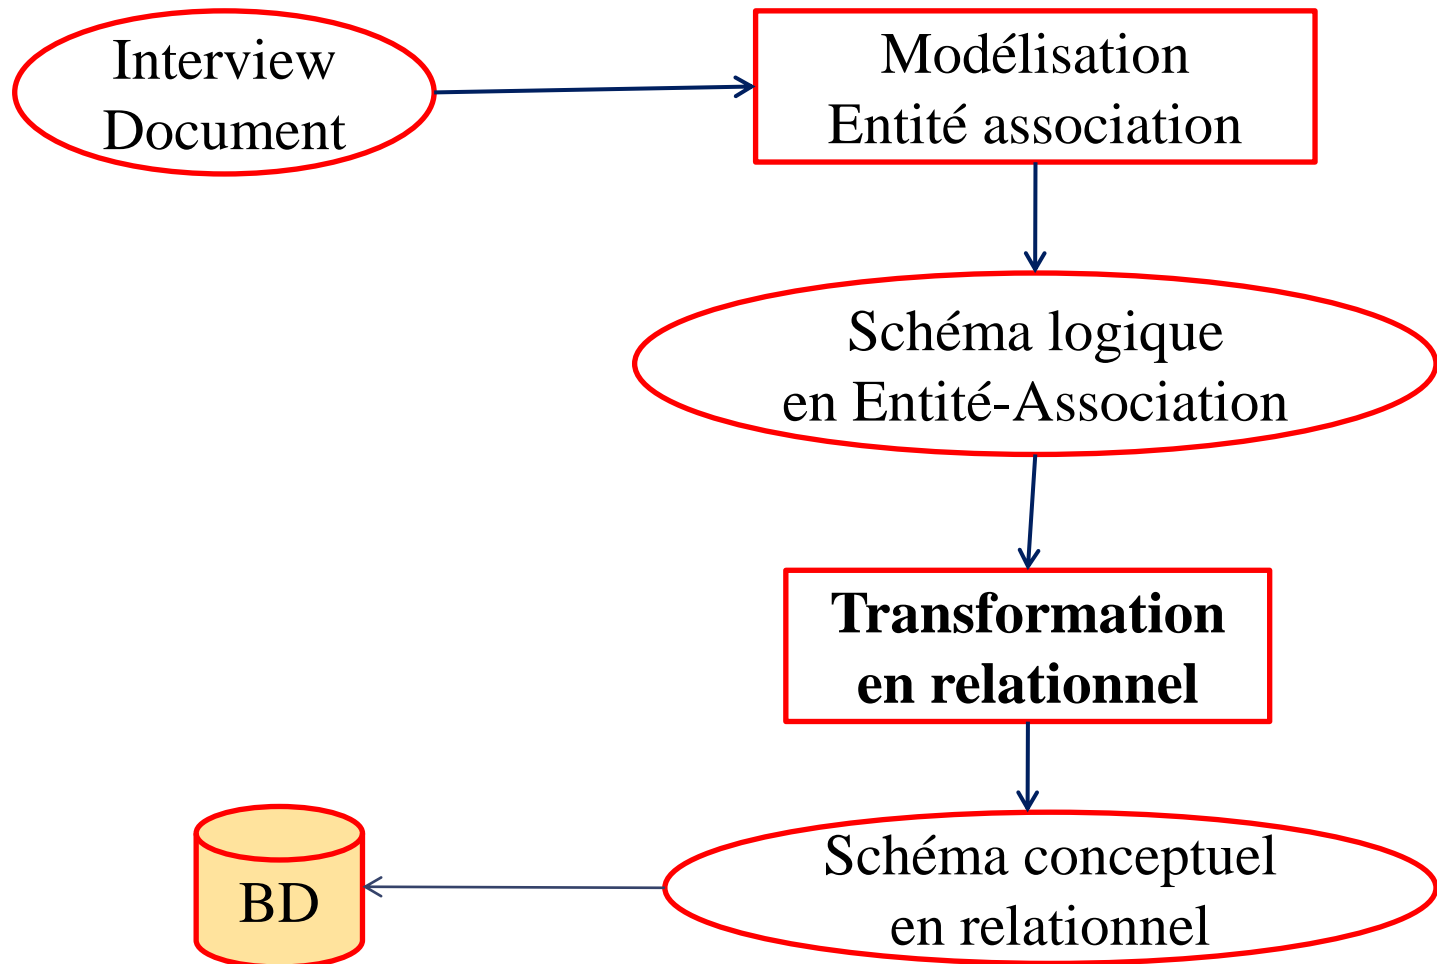 Interview
Document
Modélisation
Entité association
Schéma logique
en Entité-Association
Transformation
en relationnel
Schéma conceptuel
en relationnel
BD